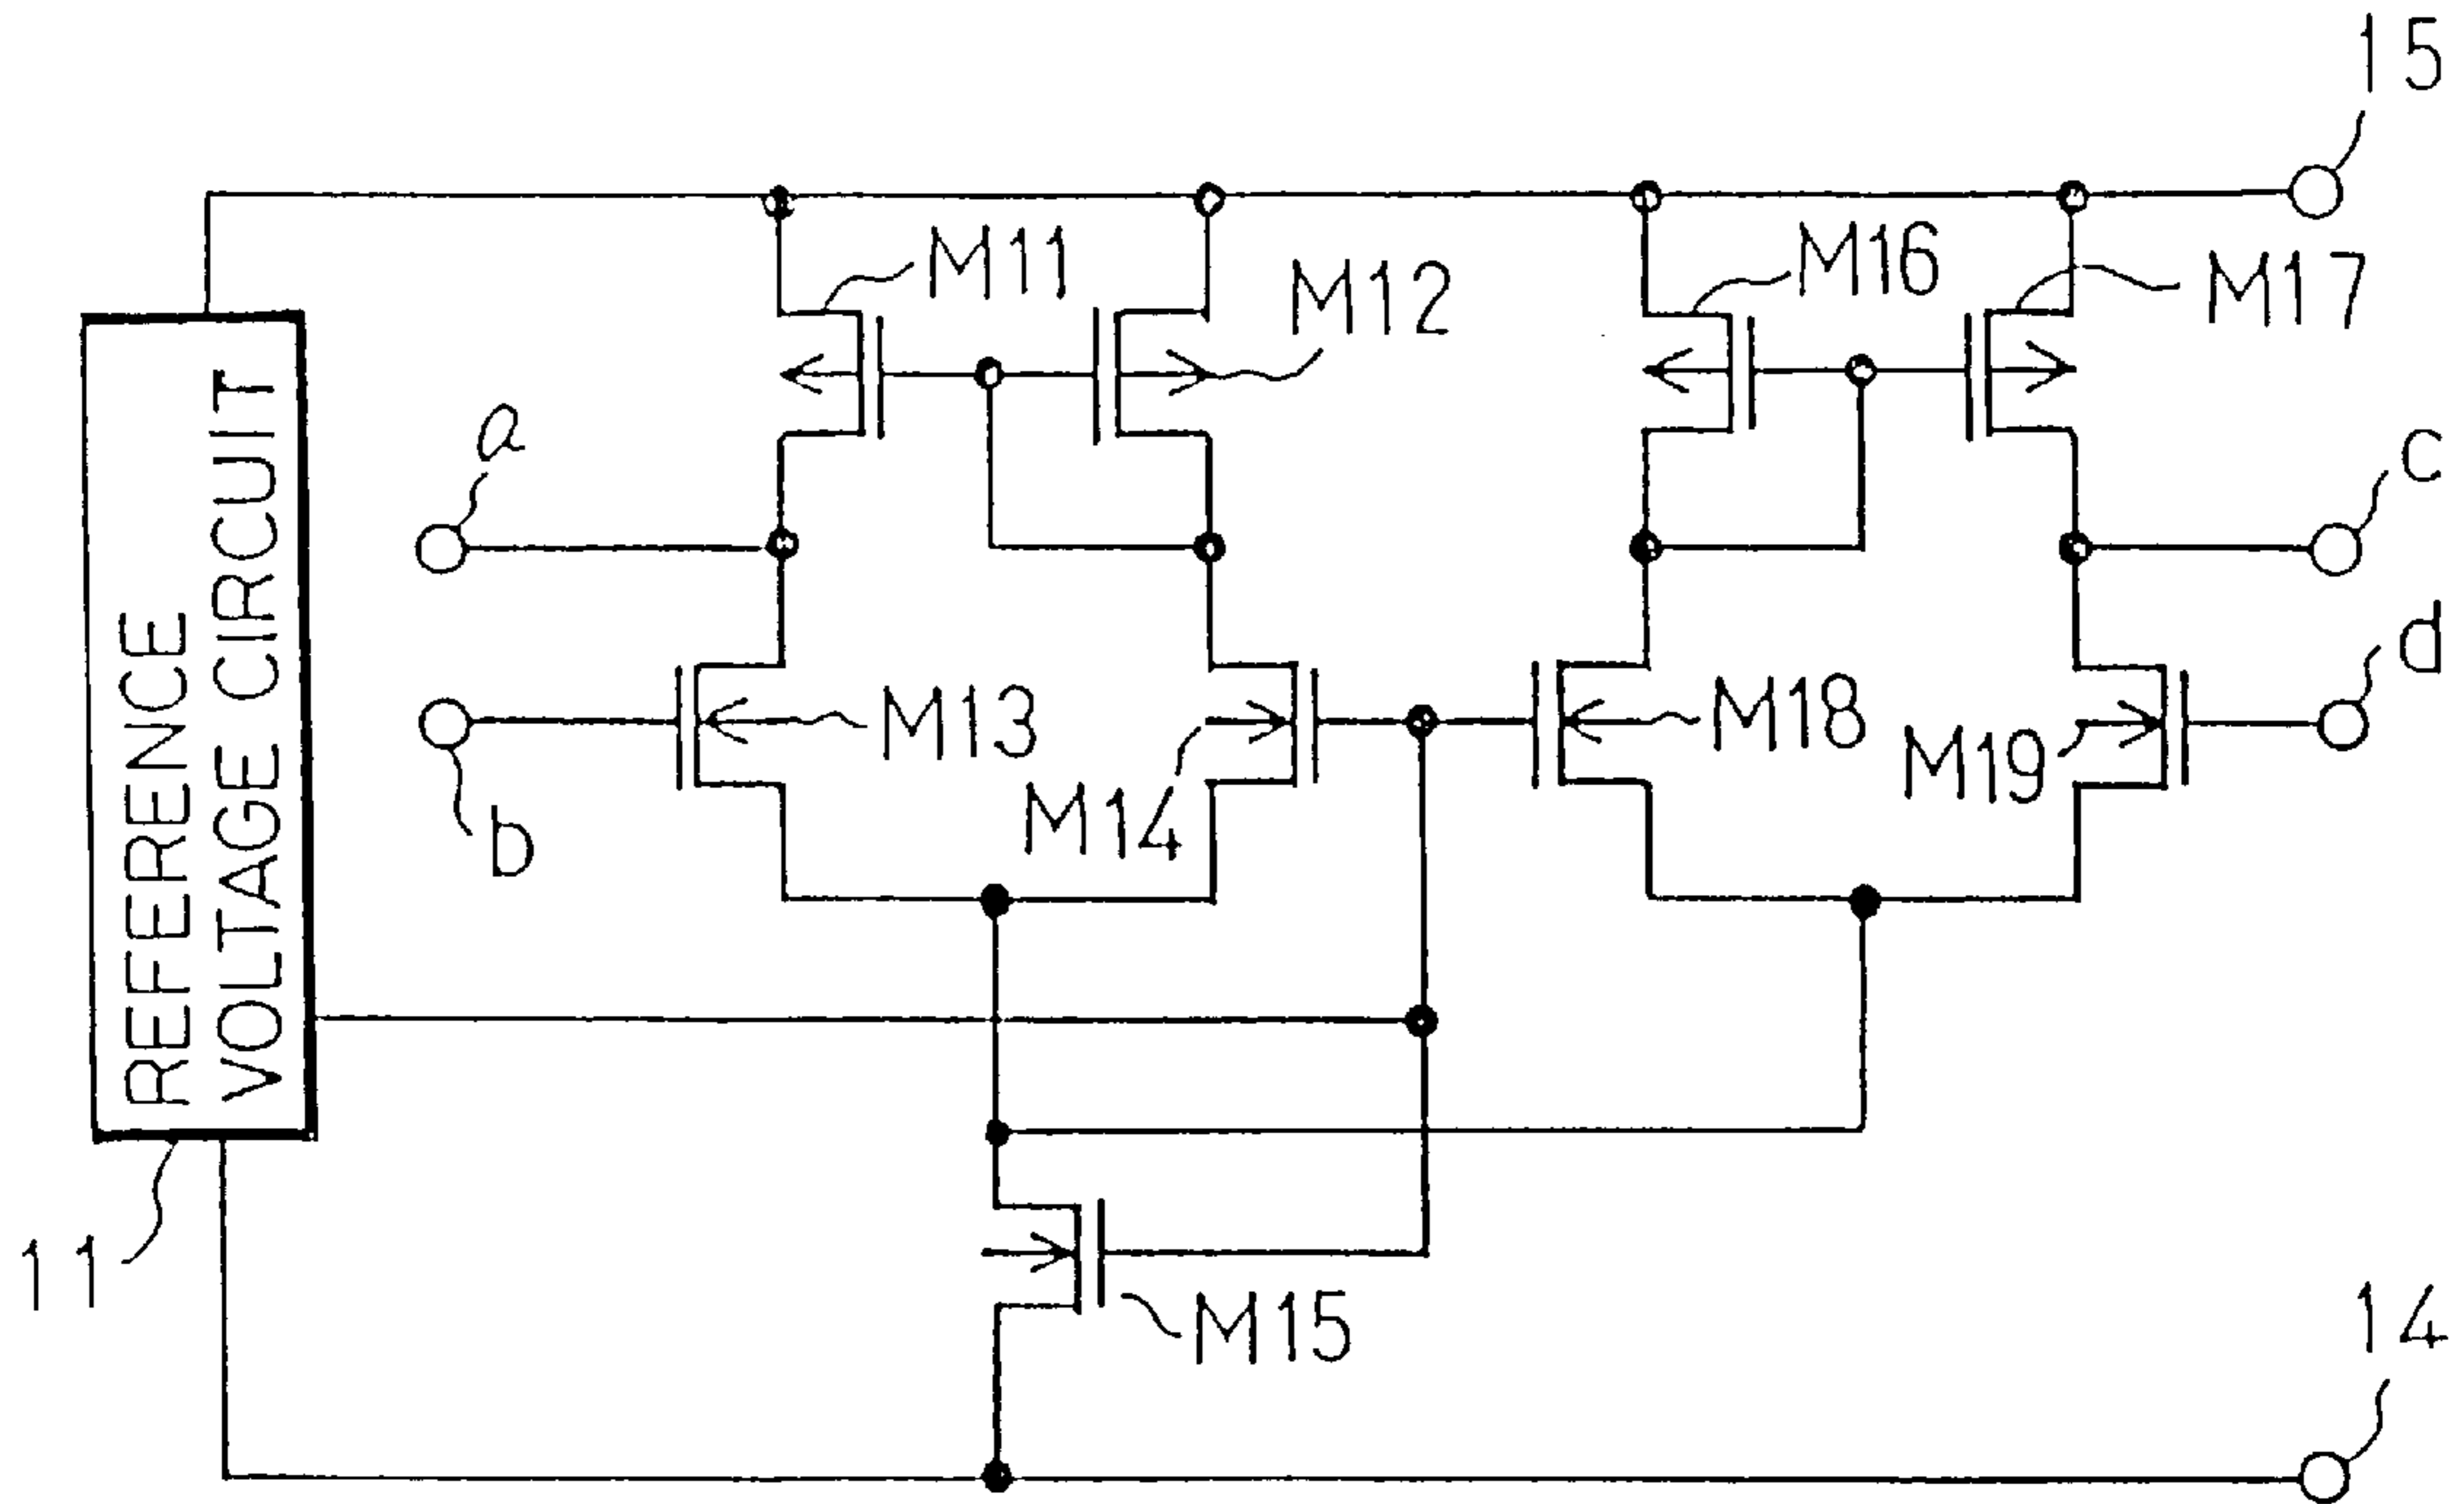 15
M11
M12
M16
M17
REFERENCE
VOLTAGE CIRCUIT
a
c
b
d
M13
M14
M18
M19
11
M15
14